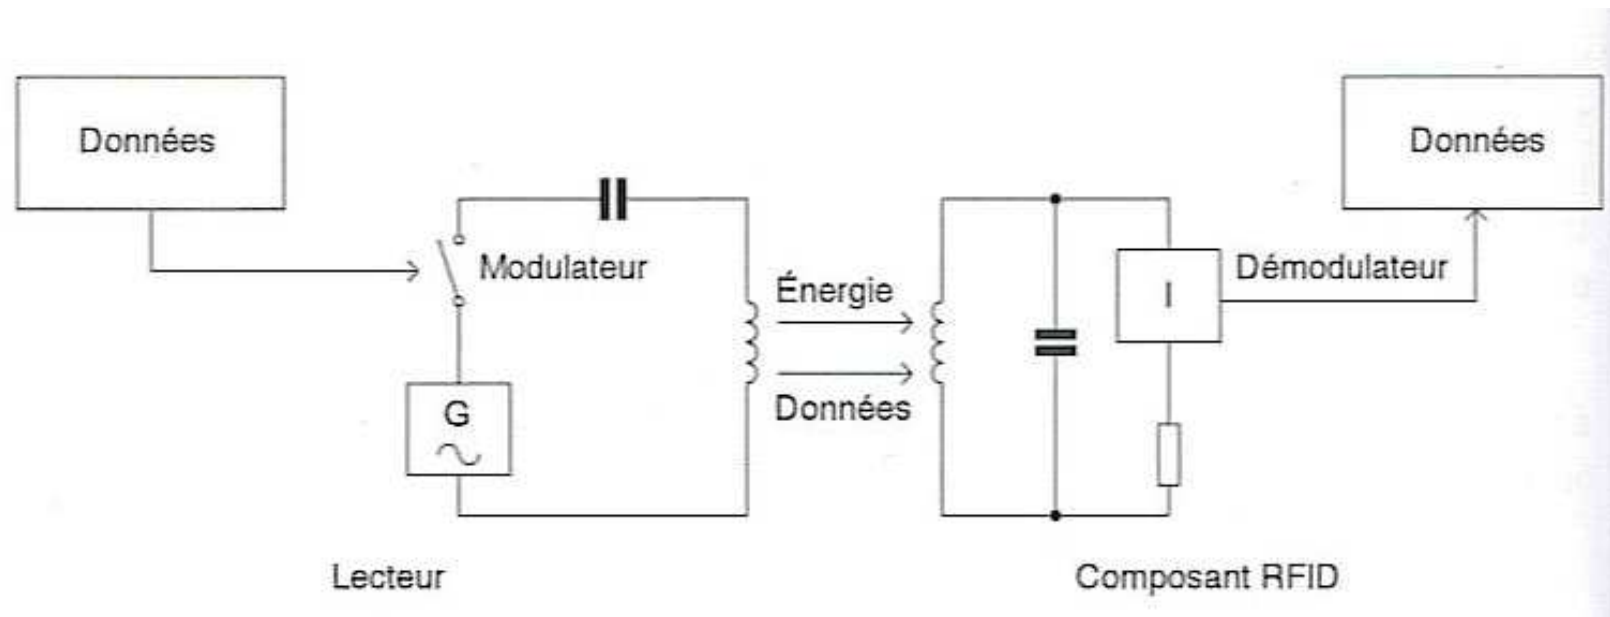 Données
Données
Modulateur
Démodulateur
I
Énergie
Données
G
Lecteur
Composant RFID